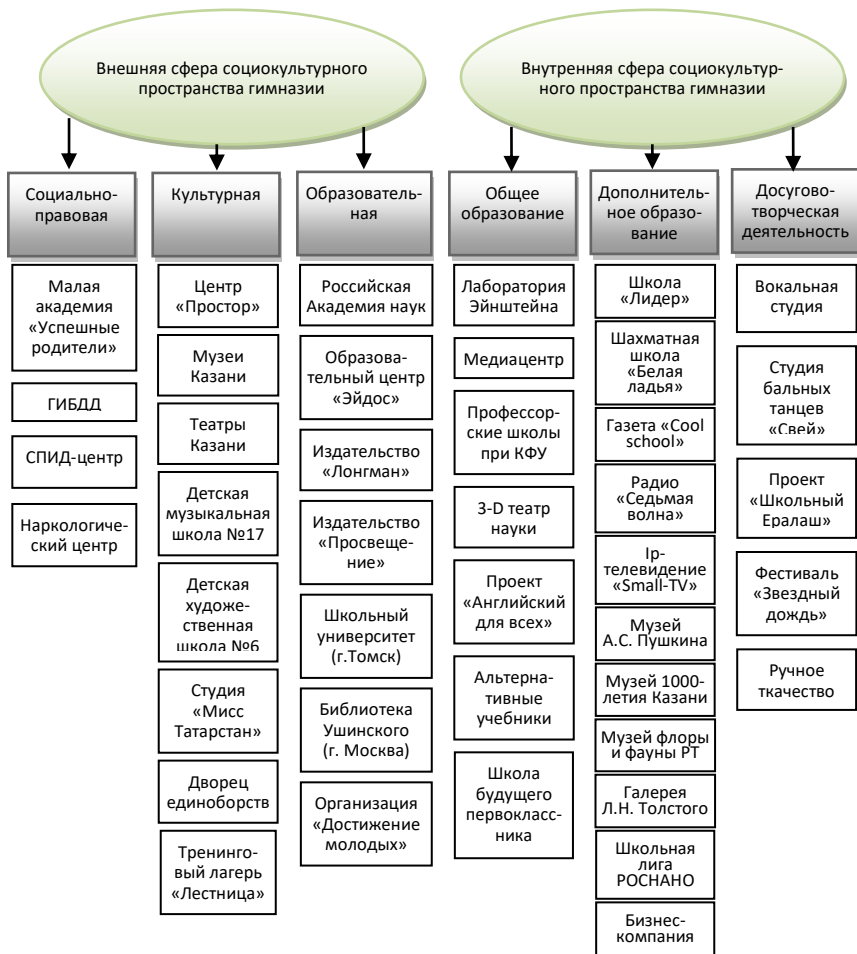 Внешняя сфера социокультурного
пространства гимназии
Внутренняя сфера социокультур-
ного пространства гимназии
Социально-
правовая
Малая
академия
«Успешные
родители»
ГИБДД
СПИД-центр
Наркологиче-
ский центр
Культурная
Центр
«Простор»
Музеи
Казани
Театры
Казани
Детская
музыкальная
школа №17
Детская
художе-
ственная
школа №6
Студия
«Мисс
Татарстан»
Дворец
единоборств
Тренинго-
вый лагерь
«Лестница»
Образователь-
ная
Российская
Академия наук
Образова-
тельный центр
«Эйдос»
Издательство
«Лонгман»
Издательство
«Просвеще-
ние»
Школьный
университет
(г.Томск)
Библиотека
Ушинского
(г. Москва)
Организация
«Достижение
молодых»
Общее
образование
Лаборатория
Эйнштейна
Медиацентр
Профессор-
ские школы
при КФУ
3-D театр
науки
Проект
«Английский
для всех»
Альтерна-
тивные
учебники
Школа
будущего
первокласс-
ника
Дополнитель-
ное образо-
вание
Школа
«Лидер»
Шахматная
школа
«Белая
ладья»
Газета «Cool
school»
Радио
«Седьмая
волна»
Ip-
телевидение
«Small-TV»
Музей
А.С. Пушкина
Музей 1000-
летия Казани
Музей флоры
и фауны РТ
Галерея
Л.Н. Толстого
Школьная
лига
РОСНАНО
Бизнес-
компания
Досугово-
творческая
деятельность
Вокальная
студия
Студия
бальных
танцев
«Свей»
Проект
«Школьный
Ералаш»
Фестиваль
«Звездный
дождь»
Ручное
ткачество